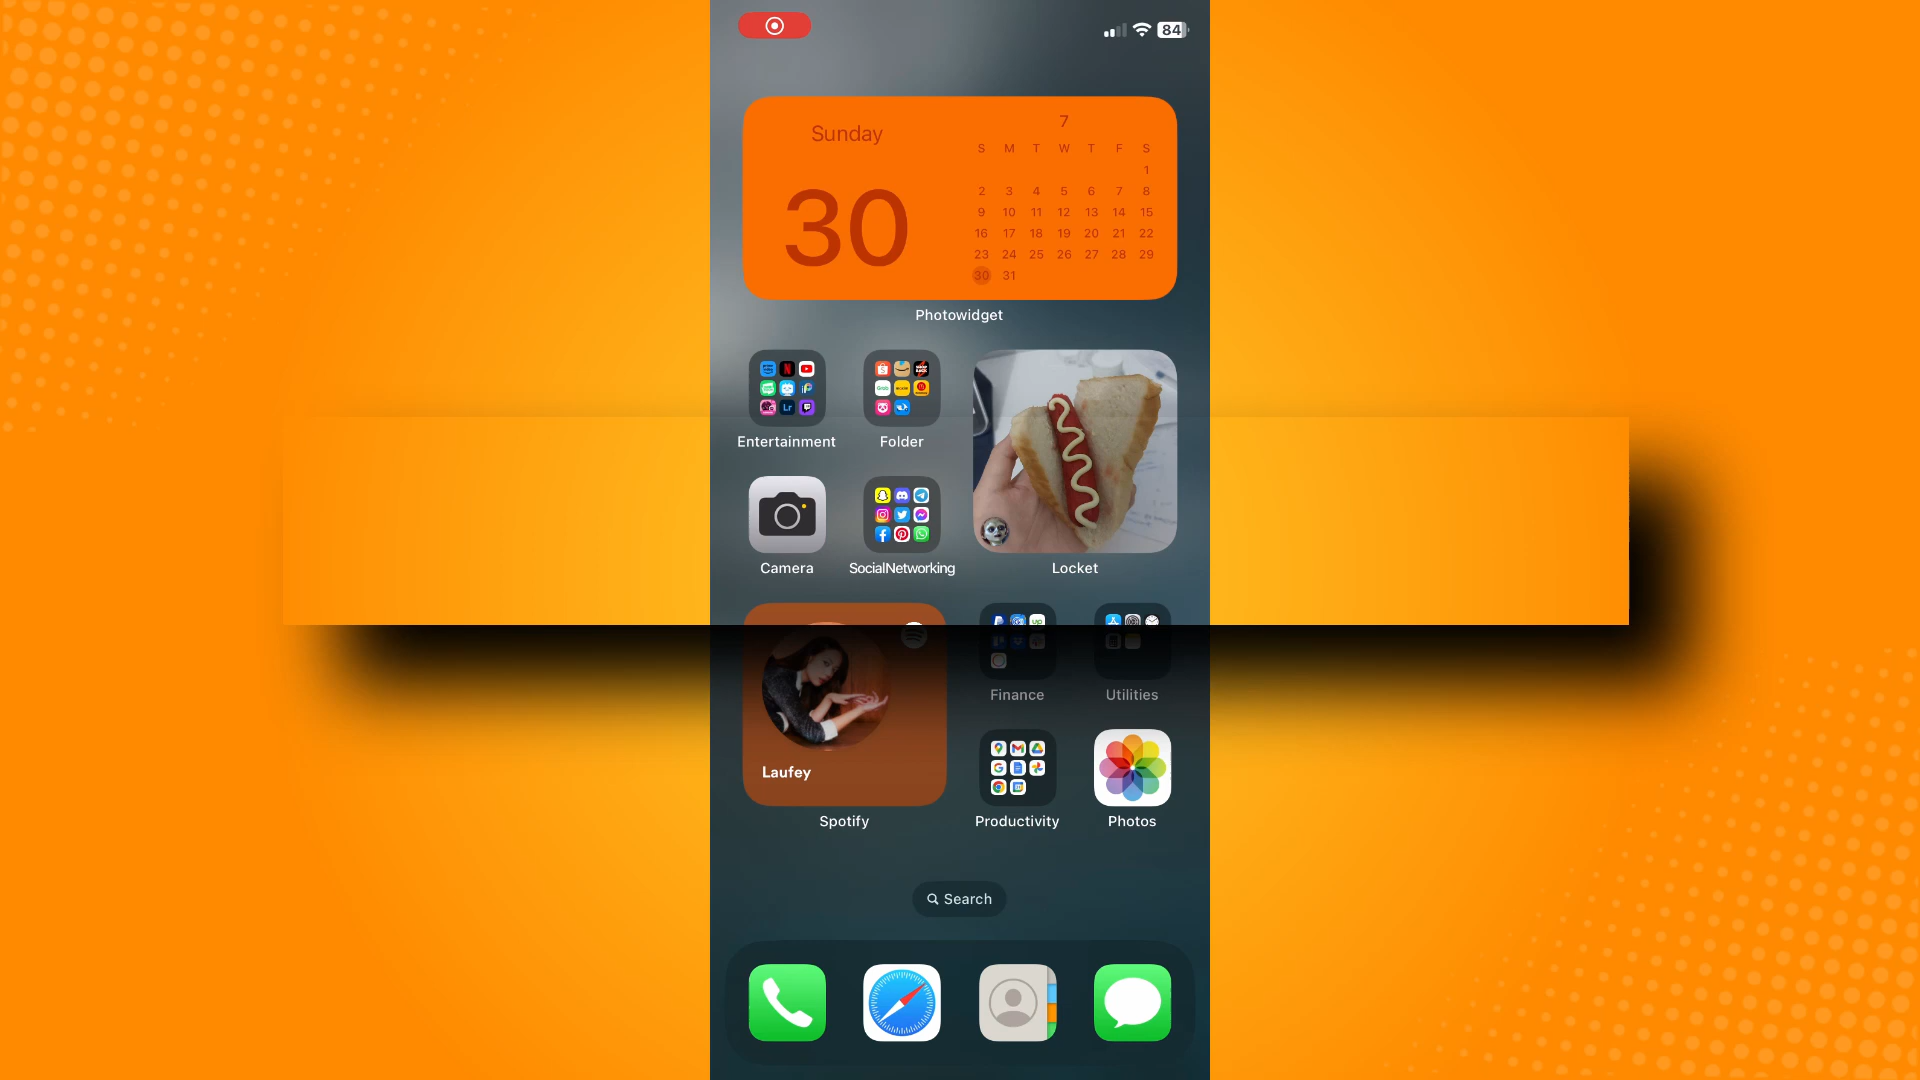 84
Sunday
30
7
S M T W T F S
1
2 3 4 5 6 7 8
9 10 11 12 13 14 15
16 17 18 19 20 21 22
23 24 25 26 27 28 29
30 31
Photowidget
Entertainment
Folder
Camera
SocialNetworking
Locket
Laufey
Spotify
Finance
Utilities
Productivity
Photos
Search